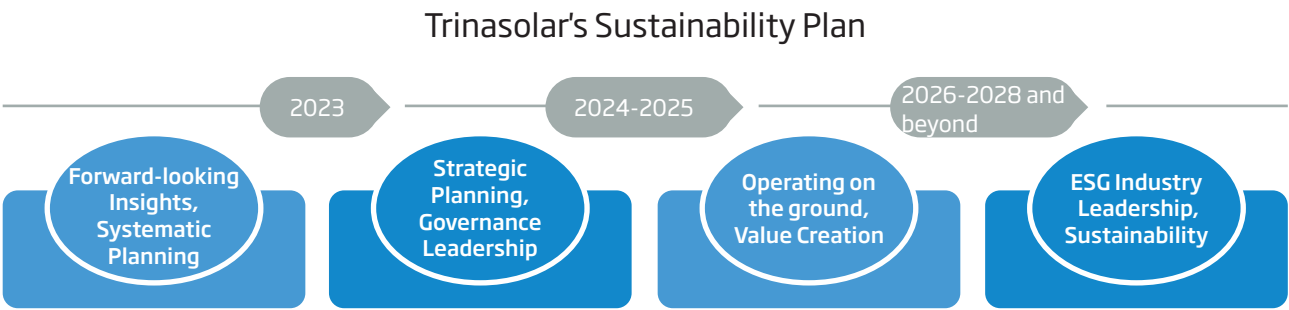 Trinasolar's Sustainability Plan
2023
2024-2025
2026-2028 and
beyond
Forward-looking
Insights,
Systematic
Planning
Strategic
Planning,
Governance
Leadership
Operating on
the ground,
Value Creation
ESG Industry
Leadership,
Sustainability